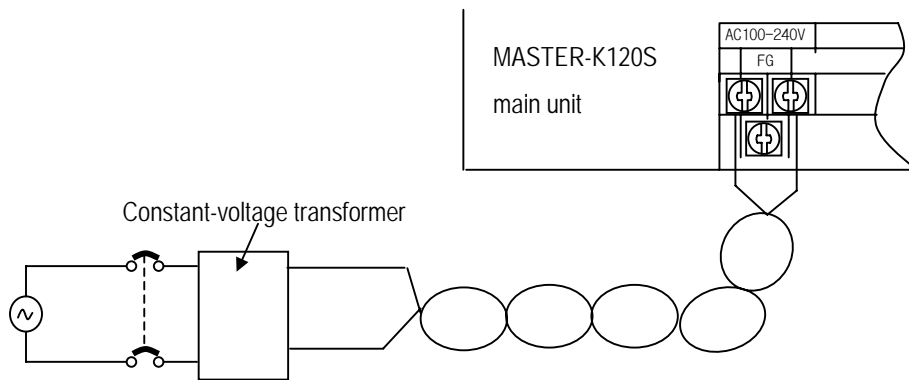 AC100-240V
FG
MASTER-K120S
main unit
Constant-voltage transformer